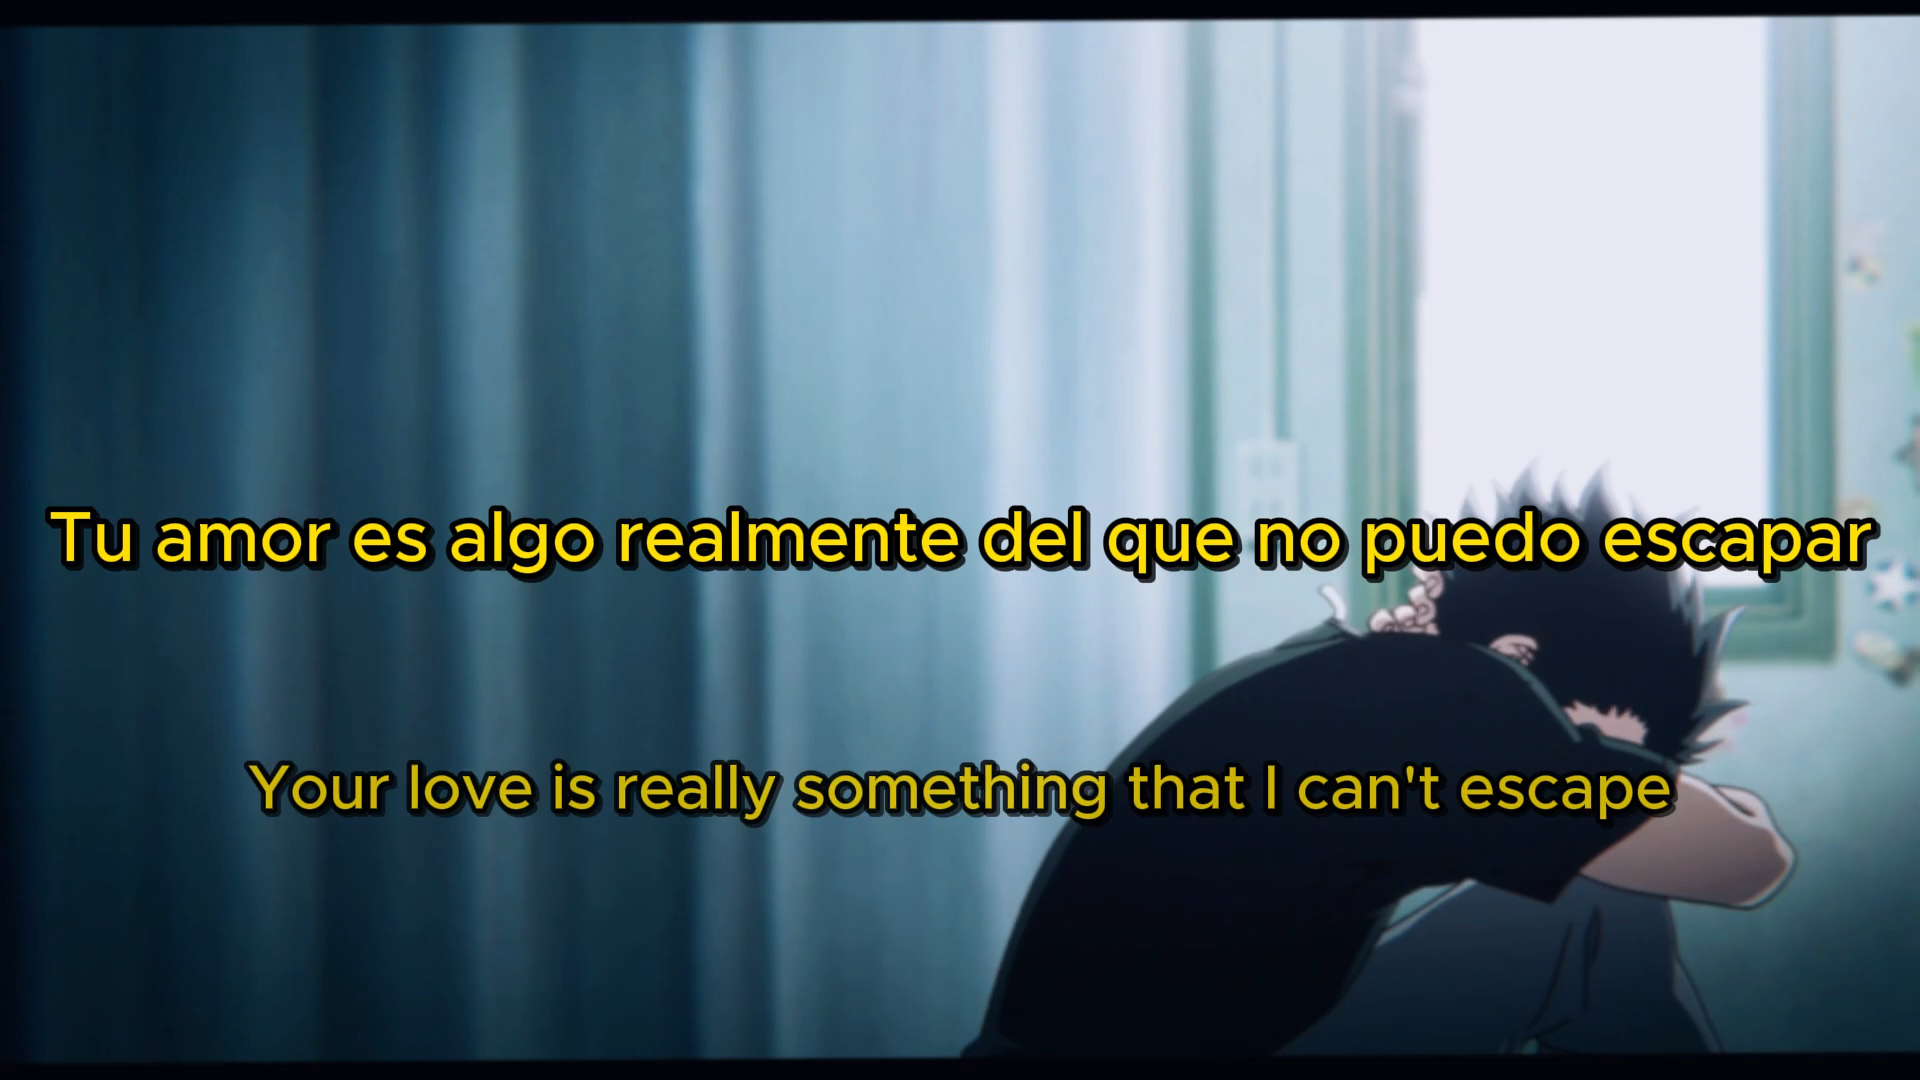 Tu amor es algo realmente del que no puedo escapar
Your love is really something that I can't escape